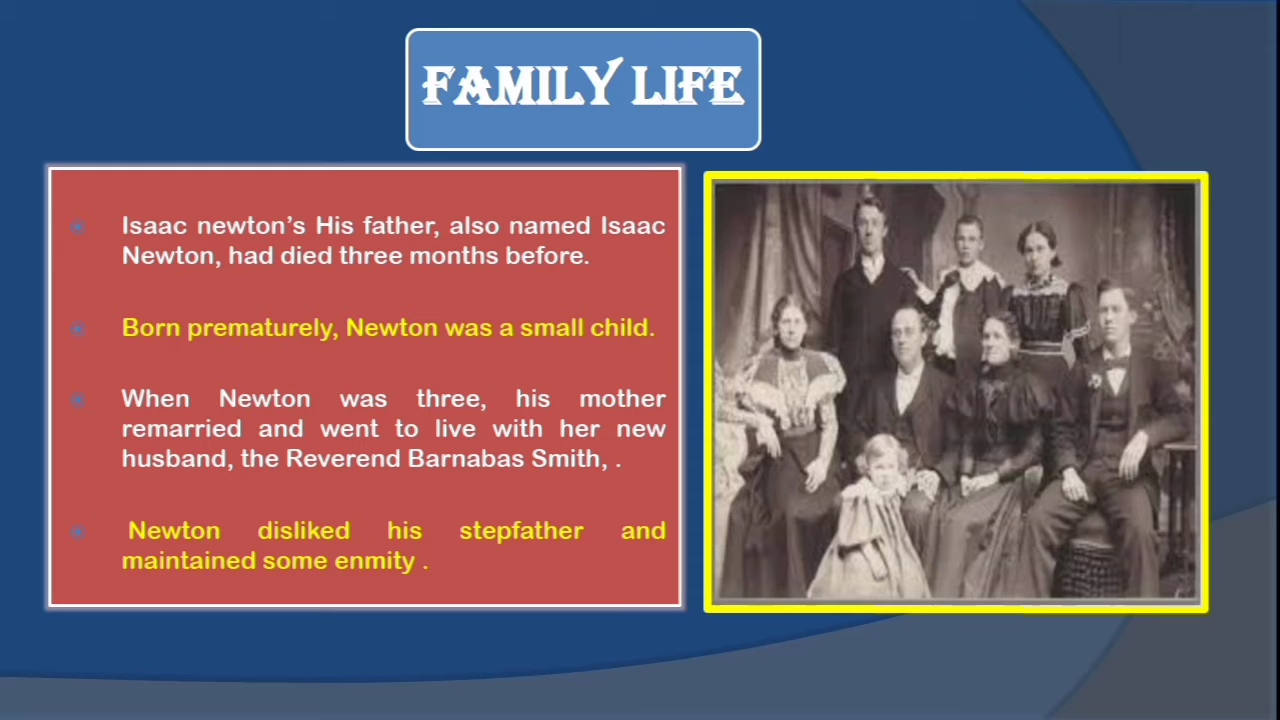 FAMILY LIFE
Isaac newton's His father, also named Isaac
Newton, had died three months before.
Born prematurely, Newton was a small child.
When Newton was three, his mother
remarried and went to live with her new
husband, the Reverend Barnabas Smith, .
Newton disliked his stepfather and
maintained some enmity .